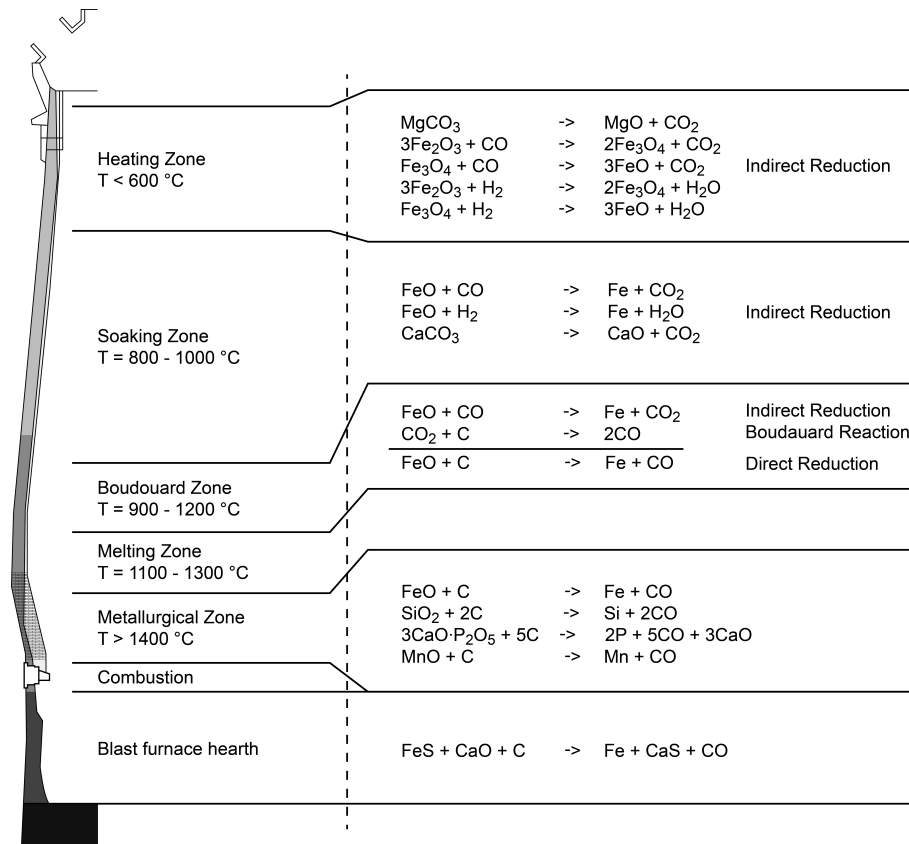 Heating Zone
T < 600 °C
MgCO₃ -> MgO + CO₂
3Fe₂O₃ + CO -> 2Fe₃O₄ + CO₂
Fe₃O₄ + CO -> 3FeO + CO₂
3Fe₂O₃ + H₂ -> 2Fe₃O₄ + H₂O
Fe₃O₄ + H₂ -> 3FeO + H₂O
Indirect Reduction
Soaking Zone
T = 800 - 1000 °C
FeO + CO -> Fe + CO₂
FeO + H₂ -> Fe + H₂O
CaCO₃ -> CaO + CO₂
Indirect Reduction
Boudouard Zone
T = 900 - 1200 °C
FeO + CO -> Fe + CO₂ Indirect Reduction
CO₂ + C -> 2CO Boudauard Reaction
FeO + C -> Fe + CO Direct Reduction
Melting Zone
T = 1100 - 1300 °C
Metallurgical Zone
T > 1400 °C
FeO + C -> Fe + CO
SiO₂ + 2C -> Si + 2CO
3CaO·P₂O₅ + 5C -> 2P + 5CO + 3CaO
MnO + C -> Mn + CO
Combustion
Blast furnace hearth
FeS + CaO + C -> Fe + CaS + CO